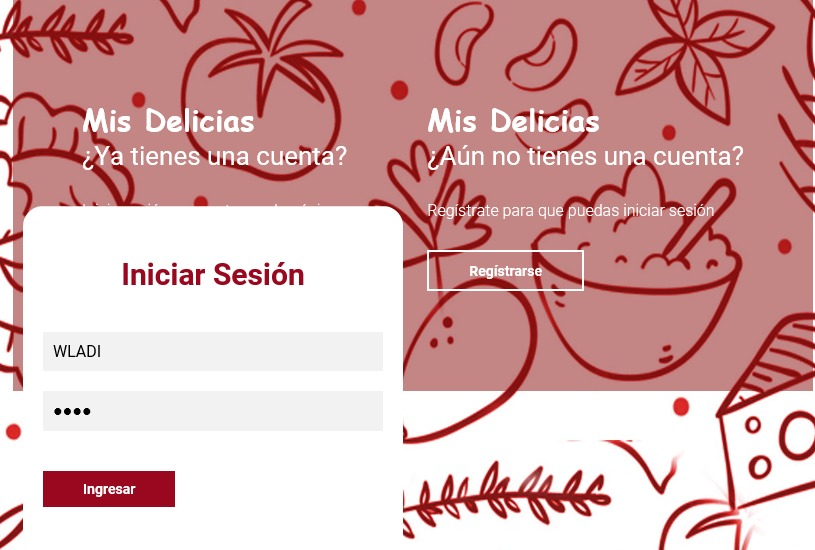 Mis Delicias
¿Ya tienes una cuenta?
Iniciar Sesión
WLADI
Ingresar
Mis Delicias
¿Aún no tienes una cuenta?
Regístrate para que puedas iniciar sesión
Regístrarse